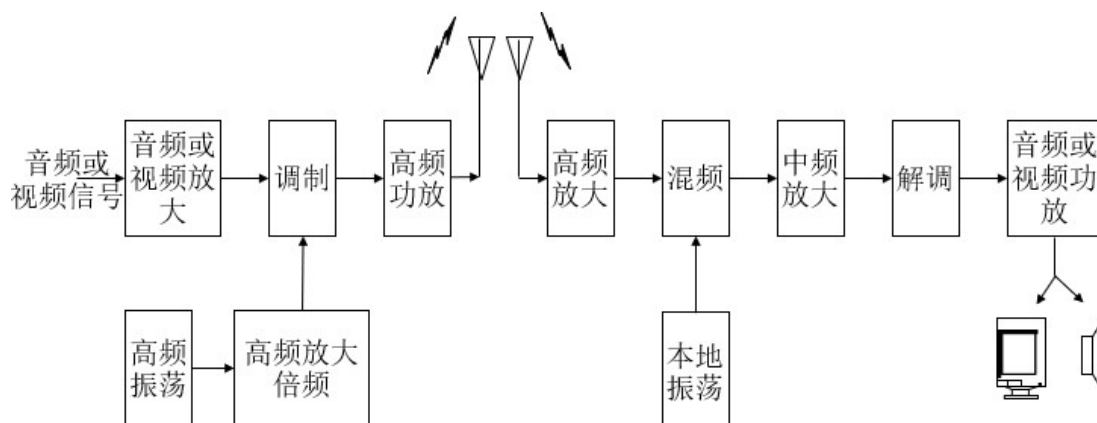 音频或
视频信号
音频或
视频放
大
调制
高频
功放
高频
放大
混频
中频
放大
解调
音频或
视频功
放
高频
振荡
高频放大
倍频
本地
振荡